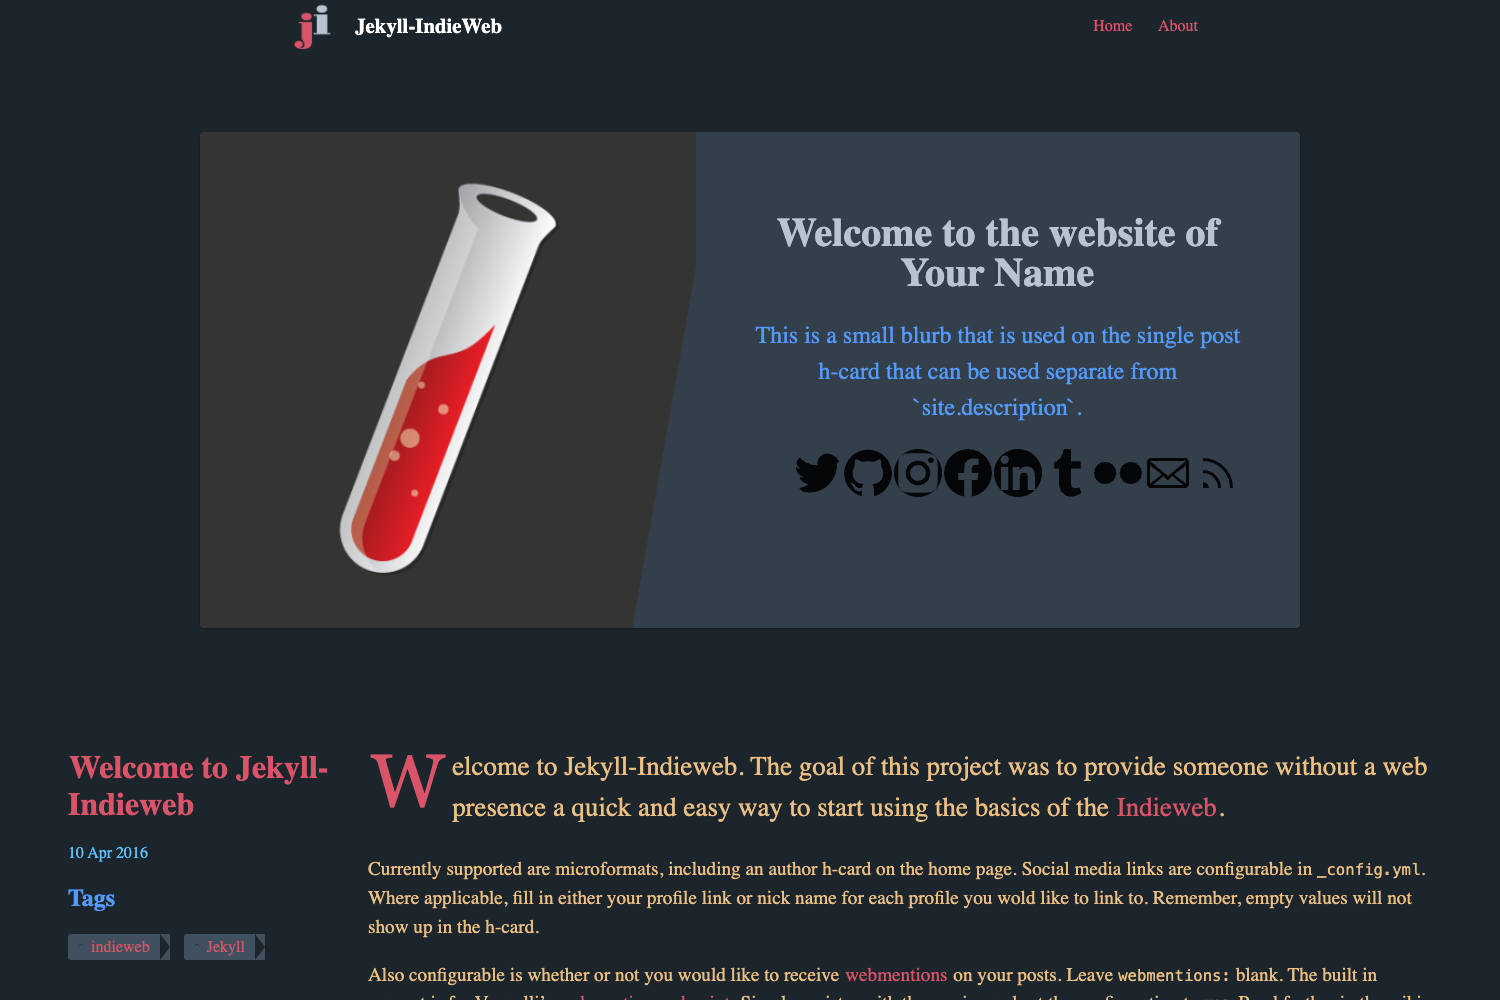 ji Jekyll-IndieWeb Home About
Welcome to the website of
Your Name
This is a small blurb that is used on the single post
h-card that can be used separate from
`site.description`.
Welcome to Jekyll-
Indieweb
10 Apr 2016
Tags
indieweb Jekyll
Welcome to Jekyll-Indieweb. The goal of this project was to provide someone without a web
presence a quick and easy way to start using the basics of the Indieweb.
Currently supported are microformats, including an author h-card on the home page. Social media links are configurable in _config.yml.
Where applicable, fill in either your profile link or nick name for each profile you wold like to link to. Remember, empty values will not
show up in the h-card.
Also configurable is whether or not you would like to receive webmentions on your posts. Leave webmentions: blank. The built in